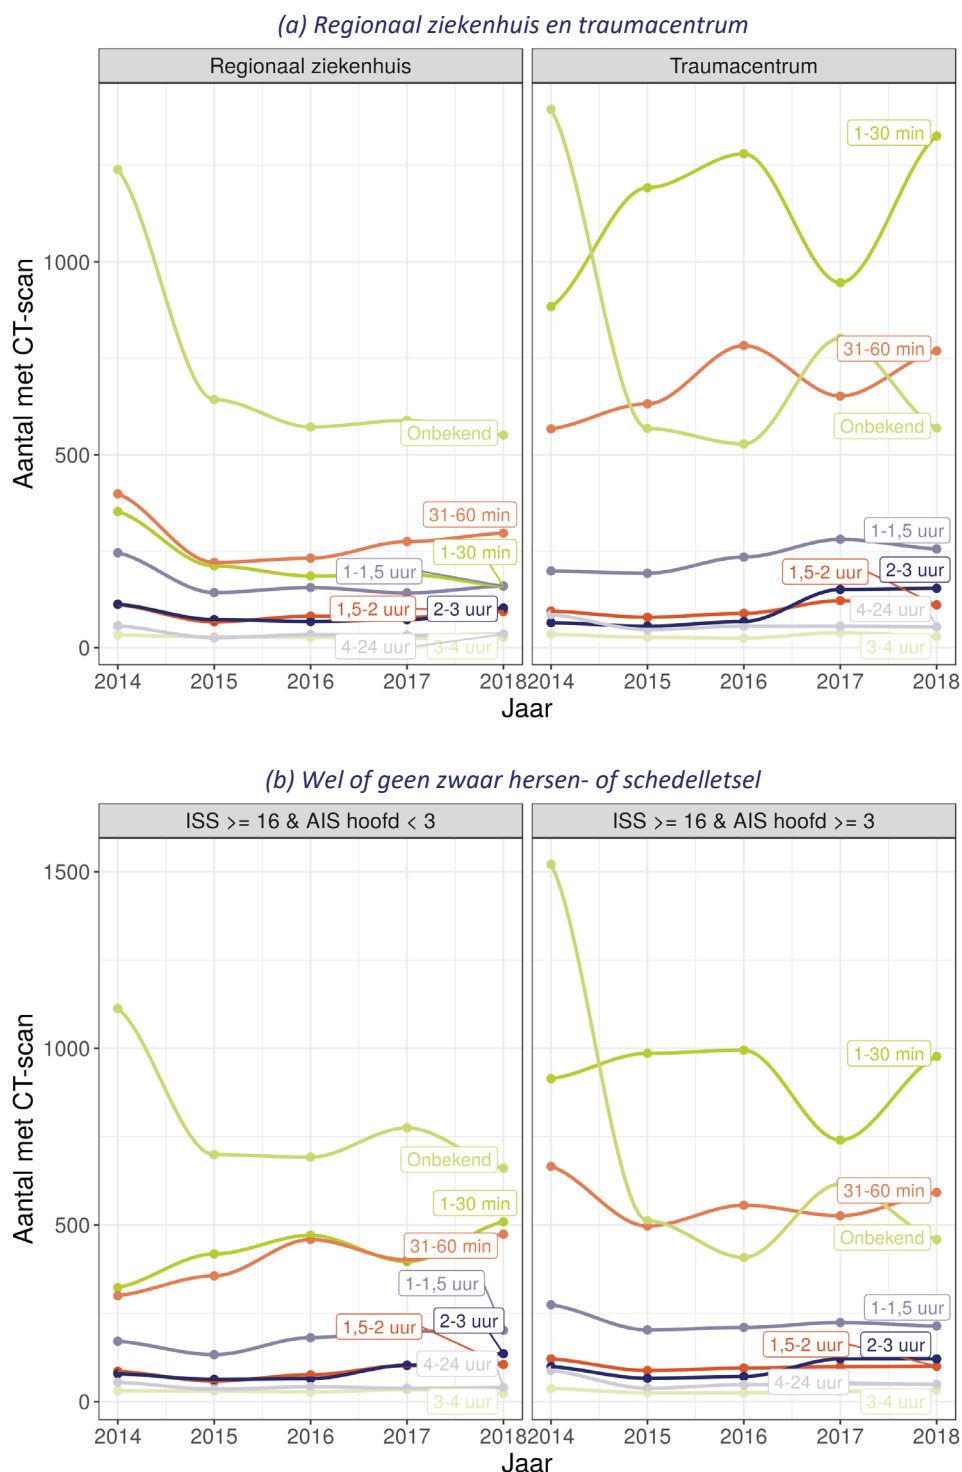 (a) Regionaal ziekenhuis en traumacentrum
Regionaal ziekenhuis
Traumacentrum
Aantal met CT-scan
1000
500
0
Onbekend
31-60 min
1-30 min
1-1,5 uur
1,5-2 uur
2-3 uur
4-24 uur
3-4 uur
1-30 min
31-60 min
Onbekend
1-1,5 uur
1,5-2 uur
2-3 uur
4-24 uur
3-4 uur
2014 2015 2016 2017 2018
2014 2015 2016 2017 2018
Jaar
(b) Wel of geen zwaar hersen- of schedelletsel
ISS >= 16 & AIS hoofd < 3
ISS >= 16 & AIS hoofd >= 3
Aantal met CT-scan
1500
1000
500
0
Onbekend
1-30 min
31-60 min
1-1,5 uur
1,5-2 uur
2-3 uur
4-24 uur
3-4 uur
1-30 min
31-60 min
Onbekend
1-1,5 uur
1,5-2 uur
2-3 uur
4-24 uur
3-4 uur
2014 2015 2016 2017 2018
2014 2015 2016 2017 2018
Jaar